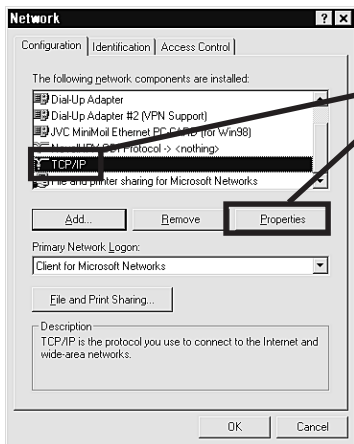 Network
Configuration Identification Access Control
The following network components are installed:
Dial-Up Adapter
Dial-Up Adapter #2 (VPN Support)
JVC MiniMoil Ethernet PC CARD (for Win98)
Protocol -> <nothing>
TCP/IP
File and printer sharing for Microsoft Networks
Add... Remove Properties
Primary Network Logon:
Client for Microsoft Networks
File and Print Sharing...
Description
TCP/IP is the protocol you use to connect to the Internet and
wide-area networks.
OK Cancel